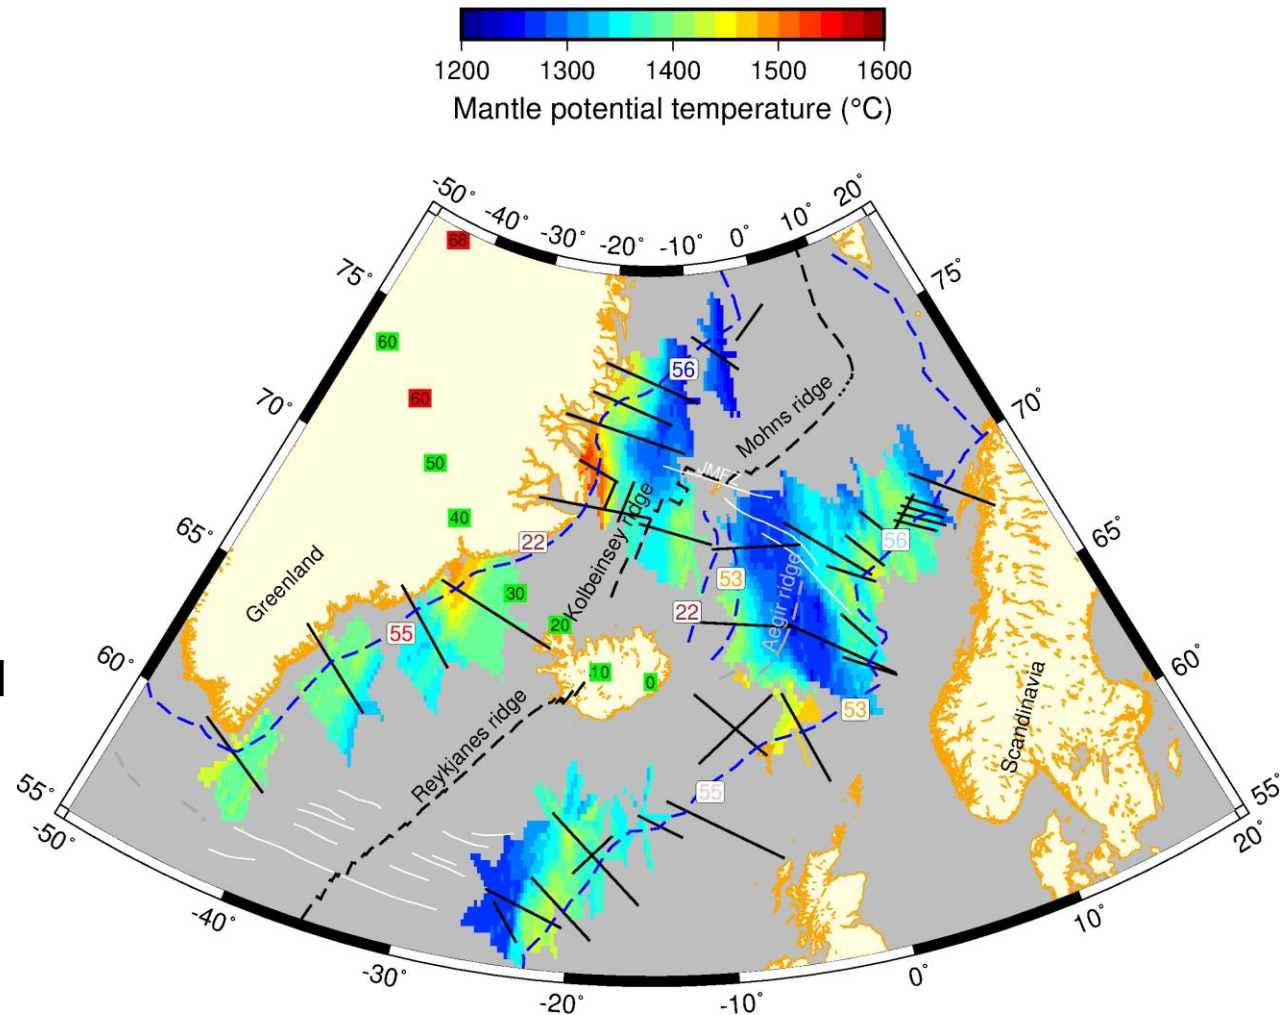 1200 1300 1400 1500 1600
Mantle potential temperature (°C)
-50° -40° -30° -20° -10° 0° 10° 20°
68
75° 75°
60
56
60
70° 70°
Mohns ridge
50
JMFZ
40
65° 65°
22
56
Kolbeinsey ridge
Greenland
53
30
Aegir ridge
22
20
55
60° 60°
10
0
Scandinavia
53
Reykjanes ridge
55
55° 55°
-50° 20°
-40° 10°
-30° 0°
-20° -10°